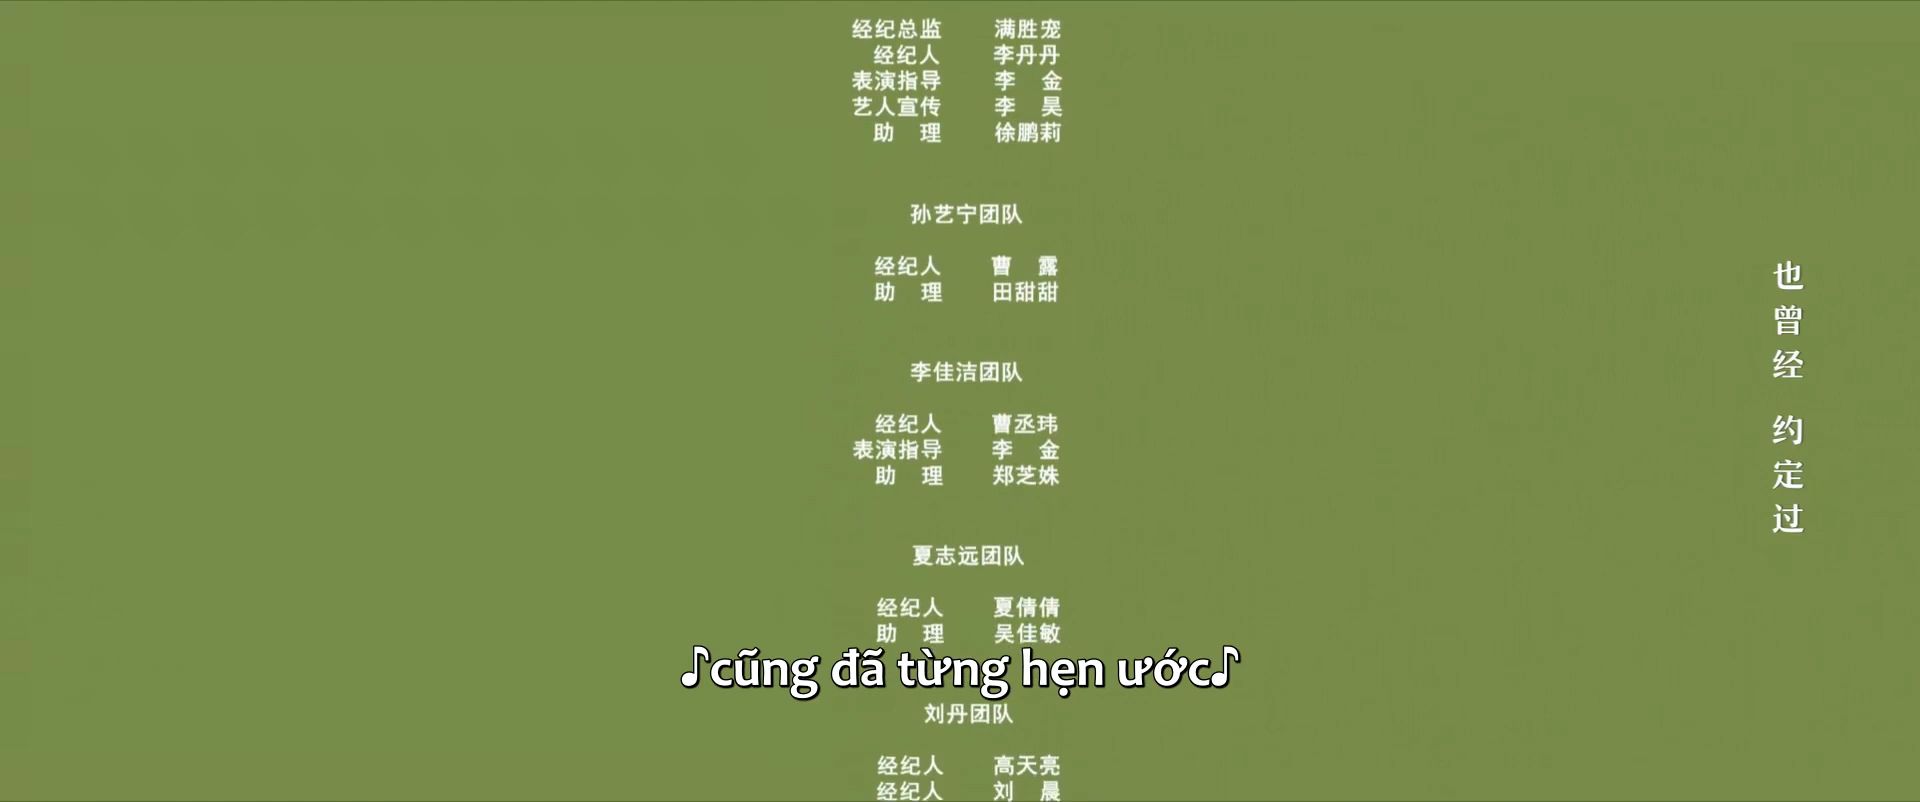 经纪总监 满胜宠
经纪人 李丹丹
表演指导 李 金
艺人宣传 李 昊
助 理 徐鹏莉
孙艺宁团队
经纪人 曹 露
助 理 田甜甜
李佳洁团队
经纪人 曹丞玮
表演指导 李 金
助 理 郑芝姝
夏志远团队
经纪人 夏倩倩
助 理 吴佳敏
♪cũng đã từng hẹn ước♪
刘丹团队
经纪人 高天亮
经纪人 刘 晨
也曾经 约定过